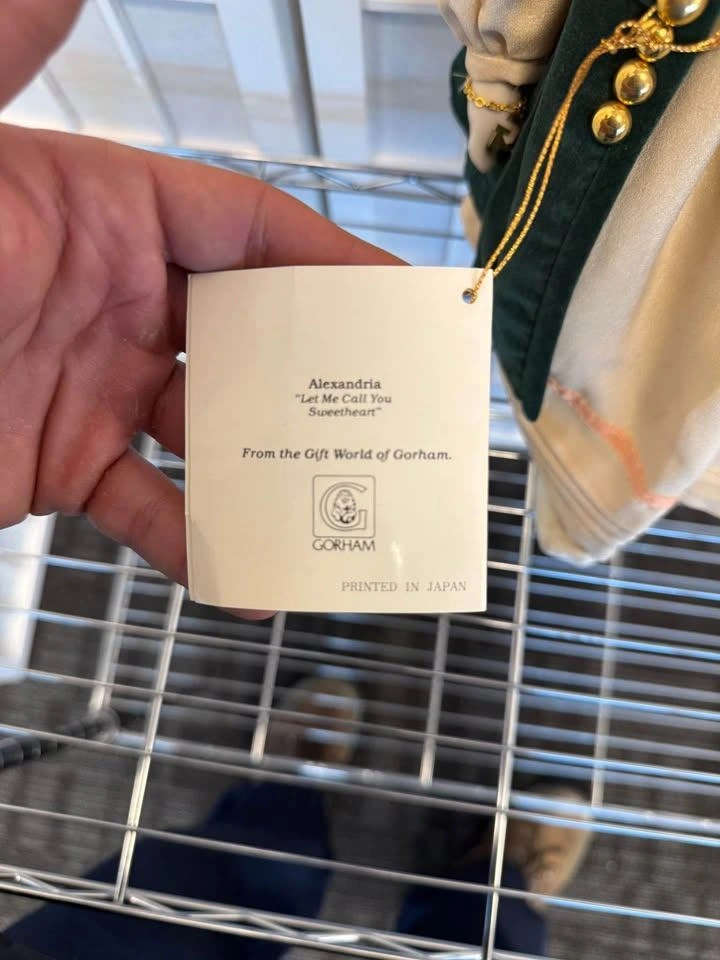 Alexandria
"Let Me Call You
Sweetheart"
From the Gift World of Gorham.
G
GORHAM
PRINTED IN JAPAN